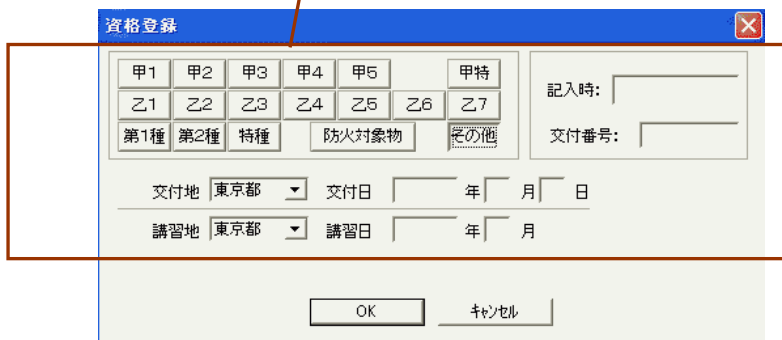 資格登録
甲1 甲2 甲3 甲4 甲5 甲特
乙1 乙2 乙3 乙4 乙5 乙6 乙7
第1種 第2種 特種 防火対象物 その他
記入時:
交付番号:
交付地 東京都 交付日 年 月 日
講習地 東京都 講習日 年 月
OK ｷｬﾝｾﾙ